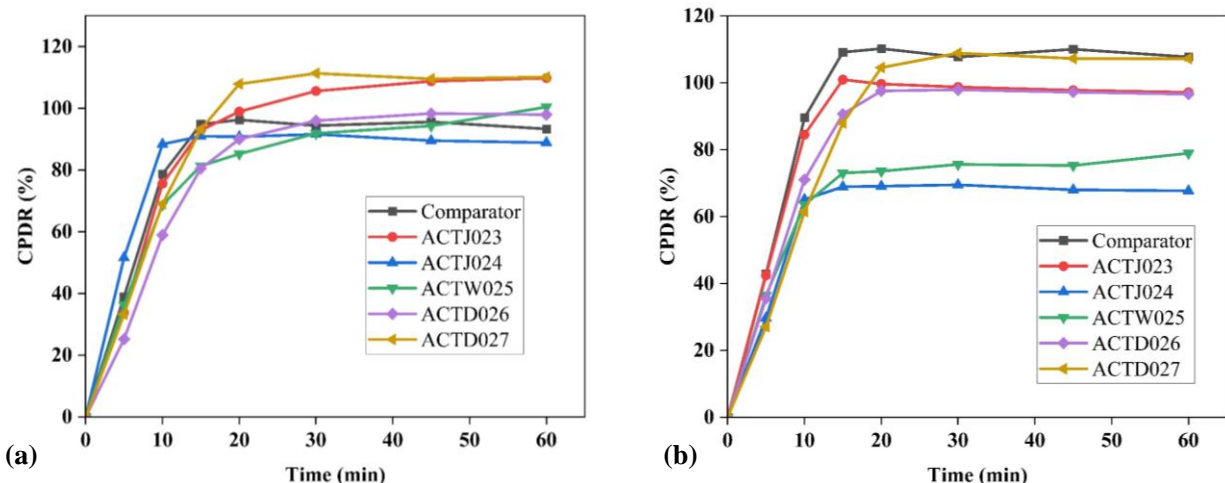 120
100
80
60
40
20
0
CPDR (%)
0 10 20 30 40 50 60
Time (min)
Comparator
ACTJ023
ACTJ024
ACTW025
ACTD026
ACTD027
(a)
120
100
80
60
40
20
0
CPDR (%)
0 10 20 30 40 50 60
Time (min)
Comparator
ACTJ023
ACTJ024
ACTW025
ACTD026
ACTD027
(b)